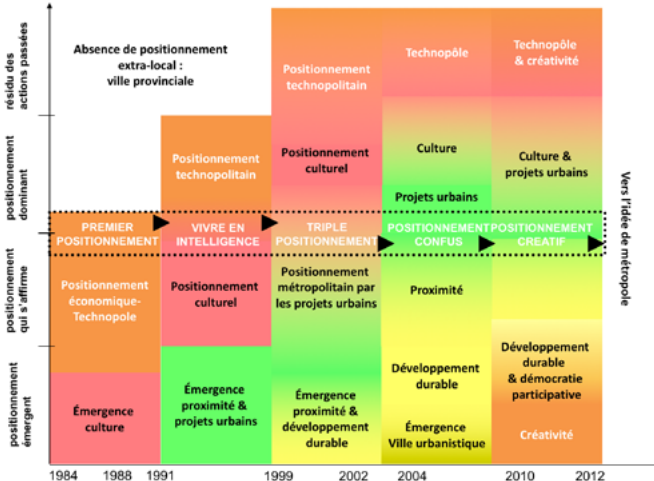 résidu des
actions passées
positionnement
dominant
positionnement
qui s'affirme
positionnement
émergent
Absence de positionnement
extra-local :
ville provinciale
PREMIER
POSITIONNEMENT
Positionnement
économique-
Technopole
Émergence
culture
Positionnement
technopolitain
VIVRE EN
INTELLIGENCE
Positionnement
culturel
Émergence
proximité &
projets urbains
Positionnement
technopolitain
Positionnement
culturel
TRIPLE
POSITIONNEMENT
Positionnement
métropolitain par
les projets urbains
Émergence
proximité &
développement
durable
Technopôle
Culture
Projets urbains
POSITIONNEMENT
CONFUS
Proximité
Développement
durable
Émergence
Ville urbanistique
Technopôle
& créativité
Culture &
projets urbains
POSITIONNEMENT
CREATIF
Développement
durable
& démocratie
participative
Créativité
Vers l'idée de métropole
1984 1988 1991 1999 2002 2004 2010 2012